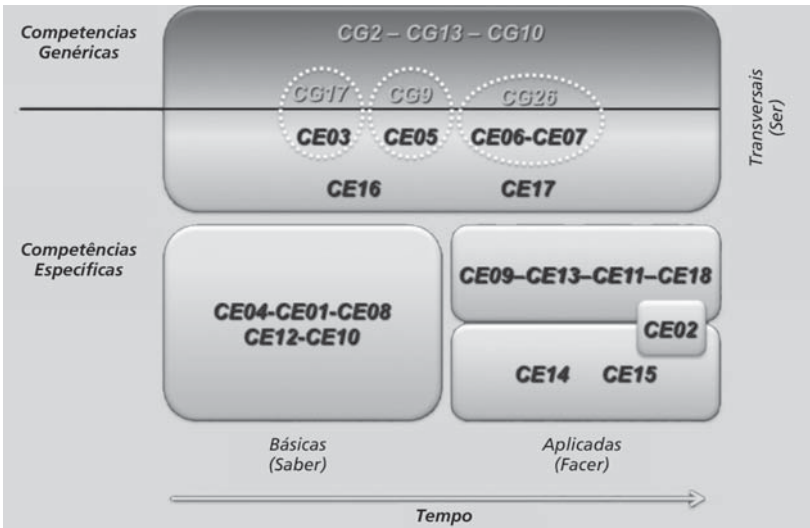 Competencias
Genéricas
CG2 – CG13 – CG10
CG17 CG9 CG26
CE03 CE05 CE06-CE07
CE16 CE17
Transversais
(Ser)
Competências
Específicas
CE04-CE01-CE08
CE12-CE10
CE09–CE13–CE11–CE18
CE02
CE14 CE15
Básicas
(Saber)
Aplicadas
(Facer)
Tempo